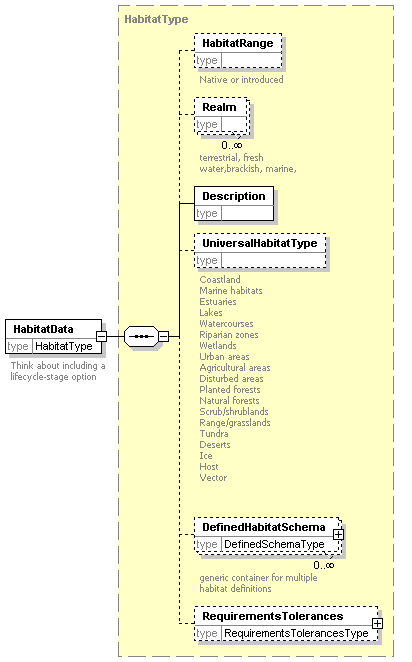 HabitatType
HabitatRange
type
Native or introduced
Realm
type
0..∞
terrestrial, fresh
water,brackish, marine,
Description
type
UniversalHabitatType
type
Coastland
Marine habitats
Estuaries
Lakes
Watercourses
Riparian zones
Wetlands
Urban areas
Agricultural areas
Disturbed areas
Planted forests
Natural forests
Scrub/shrublands
Range/grasslands
Tundra
Deserts
Ice
Host
Vector
HabitatData
type HabitatType
Think about including a
lifecycle-stage option
DefinedHabitatSchema
type DefinedSchemaType
0..∞
generic container for multiple
habitat definitions
RequirementsTolerances
type RequirementsTolerancesType